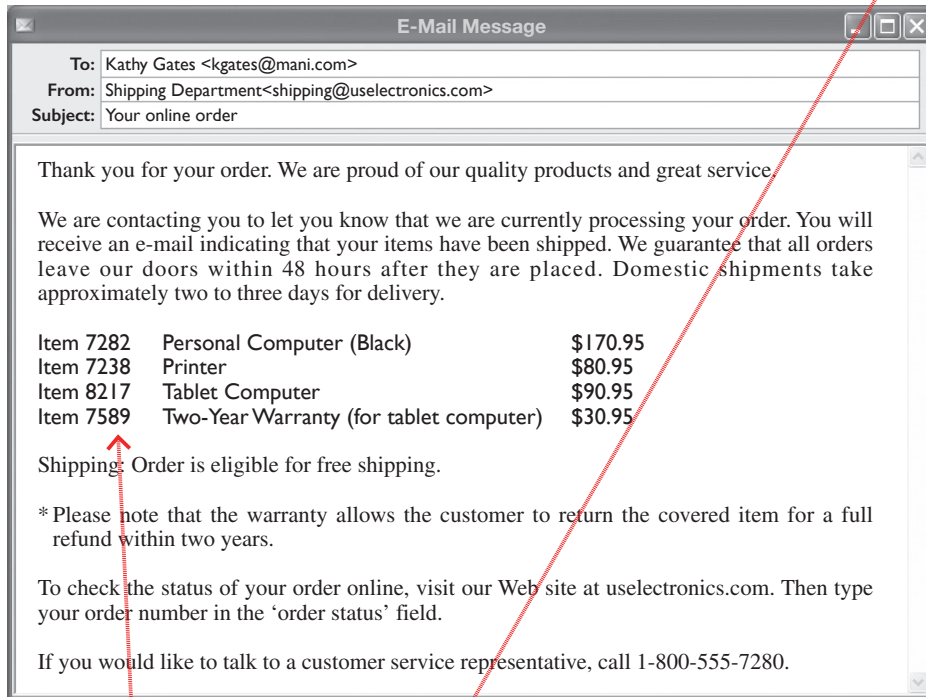 E-Mail Message
To: Kathy Gates <kgates@mani.com>
From: Shipping Department<shipping@uselectronics.com>
Subject: Your online order
Thank you for your order. We are proud of our quality products and great service.
We are contacting you to let you know that we are currently processing your order. You will
receive an e-mail indicating that your items have been shipped. We guarantee that all orders
leave our doors within 48 hours after they are placed. Domestic shipments take
approximately two to three days for delivery.
Item 7282 Personal Computer (Black) $170.95
Item 7238 Printer $80.95
Item 8217 Tablet Computer $90.95
Item 7589 Two-Year Warranty (for tablet computer) $30.95
Shipping: Order is eligible for free shipping.
* Please note that the warranty allows the customer to return the covered item for a full
refund within two years.
To check the status of your order online, visit our Web site at uselectronics.com. Then type
your order number in the ‘order status’ field.
If you would like to talk to a customer service representative, call 1-800-555-7280.